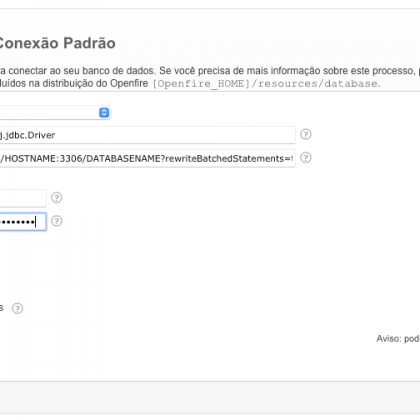 Conexão Padrão
a conectar ao seu banco de dados. Se você precisa de mais informação sobre este processo,
luídos na distribuição do Openfire [Openfire_HOME]/resources/database.
j.jdbc.Driver
/HOSTNAME:3306/DATABASENAME?rewriteBatchedStatements=
s
Aviso: pod